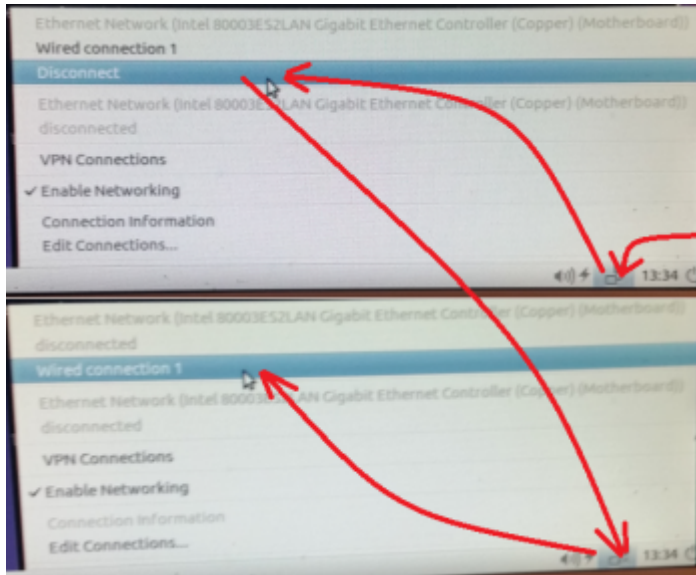 Ethernet Network (Intel 80003ES2LAN Gigabit Ethernet Controller (Copper) (Motherboard))
Wired connection 1
Disconnect
Ethernet Network (Intel 80003ES2LAN Gigabit Ethernet Controller (Copper) (Motherboard))
disconnected
VPN Connections
Enable Networking
Connection Information
Edit Connections...
13:34
Ethernet Network (Intel 80003ES2LAN Gigabit Ethernet Controller (Copper) (Motherboard))
disconnected
Wired connection 1
Ethernet Network (Intel 80003ES2LAN Gigabit Ethernet Controller (Copper) (Motherboard))
disconnected
VPN Connections
Enable Networking
Connection Information
Edit Connections...
13:34